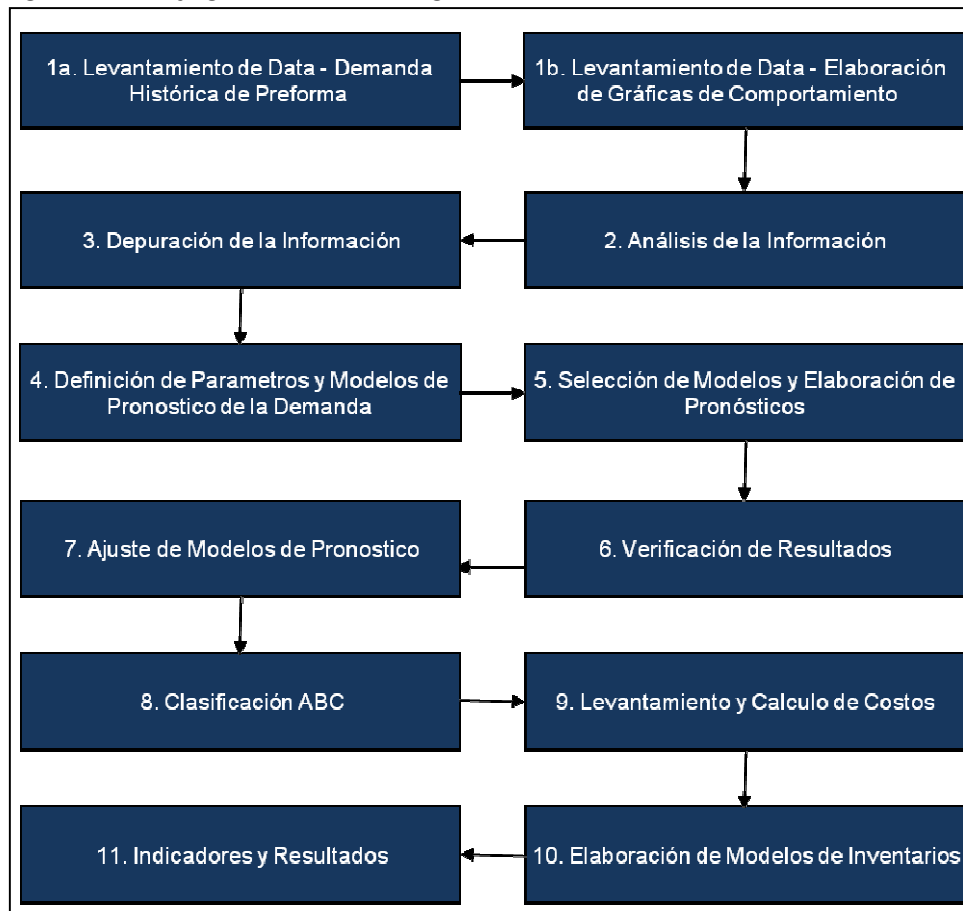 1a. Levantamiento de Data - Demanda
Histórica de Preforma
1b. Levantamiento de Data - Elaboración
de Gráficas de Comportamiento
2. Análisis de la Información
3. Depuración de la Información
4. Definición de Parametros y Modelos de
Pronostico de la Demanda
5. Selección de Modelos y Elaboración de
Pronósticos
6. Verificación de Resultados
7. Ajuste de Modelos de Pronostico
8. Clasificación ABC
9. Levantamiento y Calculo de Costos
10. Elaboración de Modelos de Inventarios
11. Indicadores y Resultados